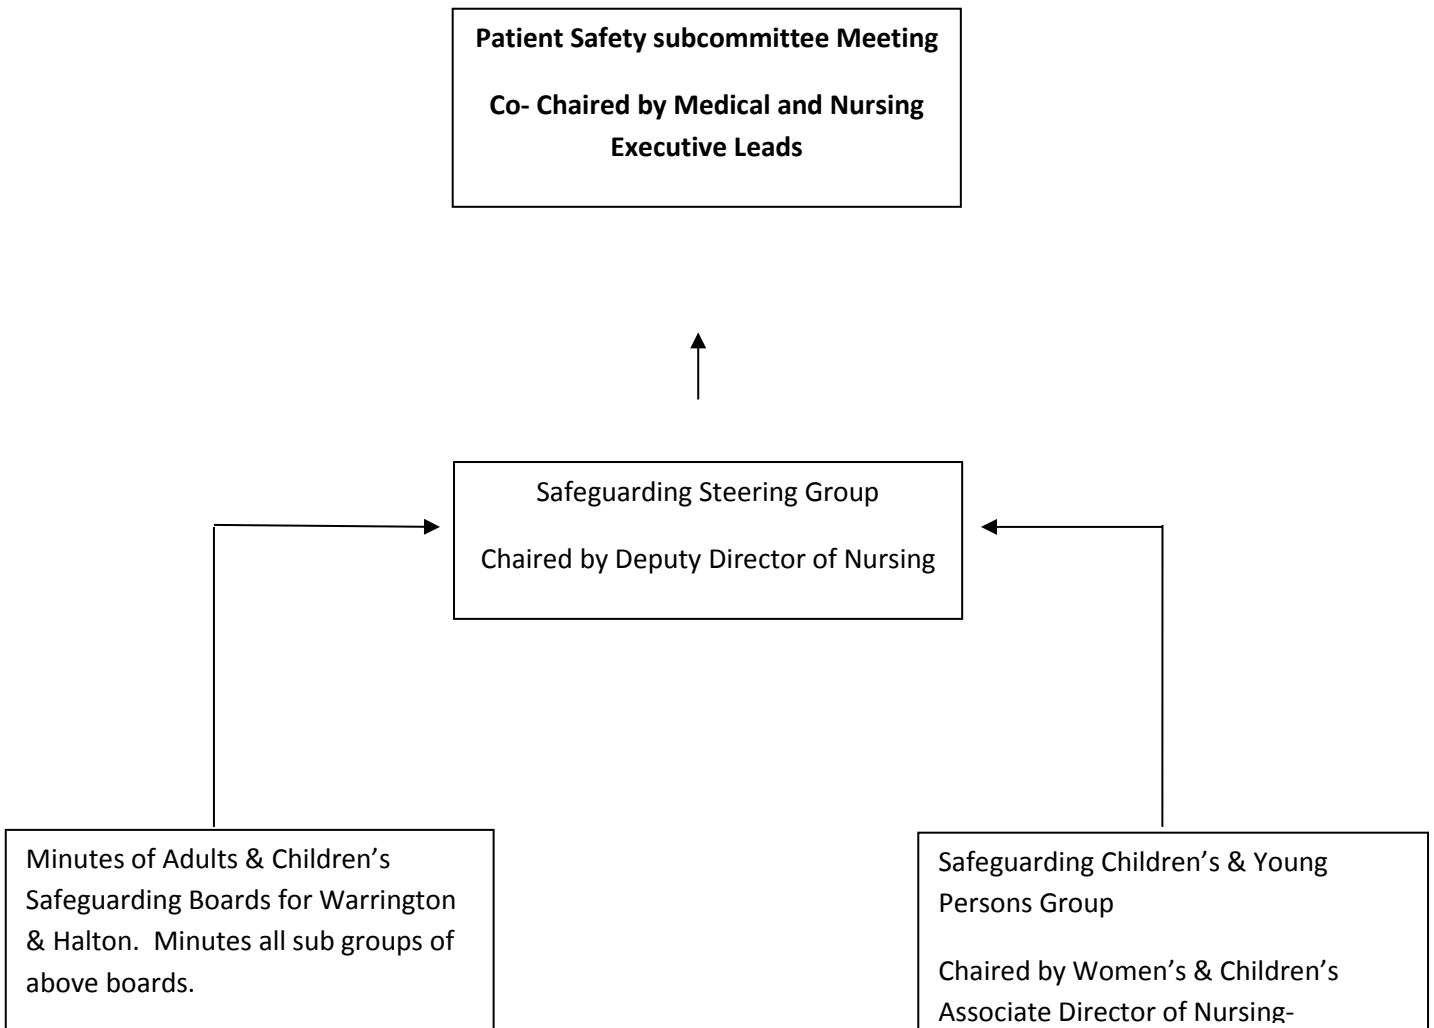 Patient Safety subcommittee Meeting
Co- Chaired by Medical and Nursing
Executive Leads
Safeguarding Steering Group
Chaired by Deputy Director of Nursing
Minutes of Adults & Children’s
Safeguarding Boards for Warrington
& Halton.  Minutes all sub groups of
above boards.
Safeguarding Children’s & Young
Persons Group
Chaired by Women’s & Children’s
Associate Director of Nursing-